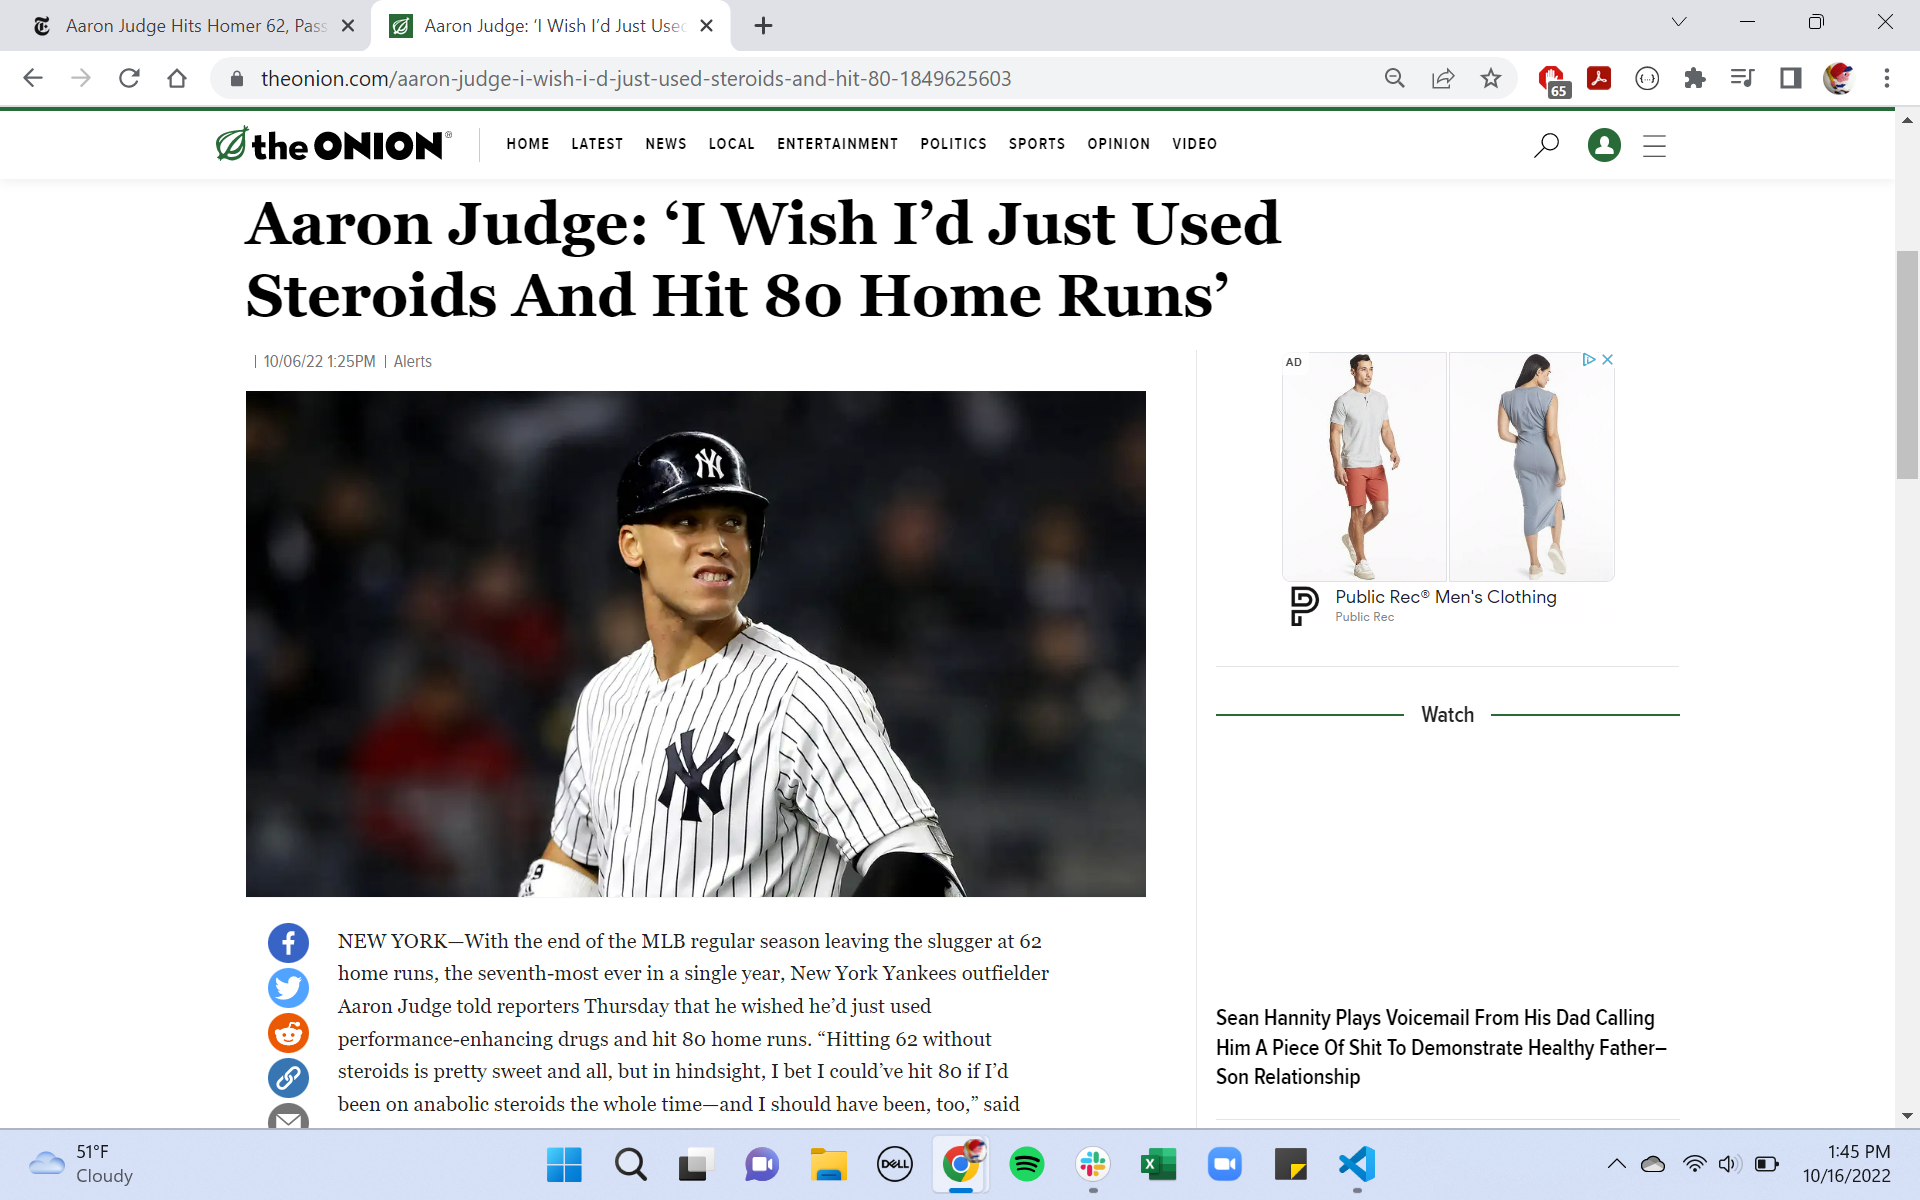 Aaron Judge Hits Homer 62, Pass
Aaron Judge: ‘I Wish I’d Just Used
theonion.com/aaron-judge-i-wish-i-d-just-used-steroids-and-hit-80-1849625603
65
the ONION®
HOME LATEST NEWS LOCAL ENTERTAINMENT POLITICS SPORTS OPINION VIDEO
Aaron Judge: ‘I Wish I’d Just Used
Steroids And Hit 80 Home Runs’
| 10/06/22 1:25PM | Alerts
AD
NY
NY
Public Rec® Men's Clothing
Public Rec
Watch
NEW YORK—With the end of the MLB regular season leaving the slugger at 62
home runs, the seventh-most ever in a single year, New York Yankees outfielder
Aaron Judge told reporters Thursday that he wished he’d just used
performance-enhancing drugs and hit 80 home runs. “Hitting 62 without
steroids is pretty sweet and all, but in hindsight, I bet I could’ve hit 80 if I’d
been on anabolic steroids the whole time—and I should have been, too,” said
Sean Hannity Plays Voicemail From His Dad Calling
Him A Piece Of Shit To Demonstrate Healthy Father–
Son Relationship
51°F
Cloudy
DELL
1:45 PM
10/16/2022